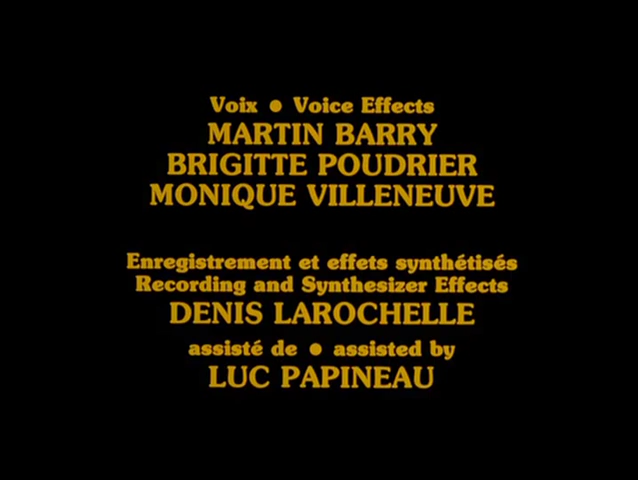 Voix ● Voice Effects
MARTIN BARRY
BRIGITTE POUDRIER
MONIQUE VILLENEUVE
Enregistrement et effets synthétisés
Recording and Synthesizer Effects
DENIS LAROCHELLE
assisté de ● assisted by
LUC PAPINEAU